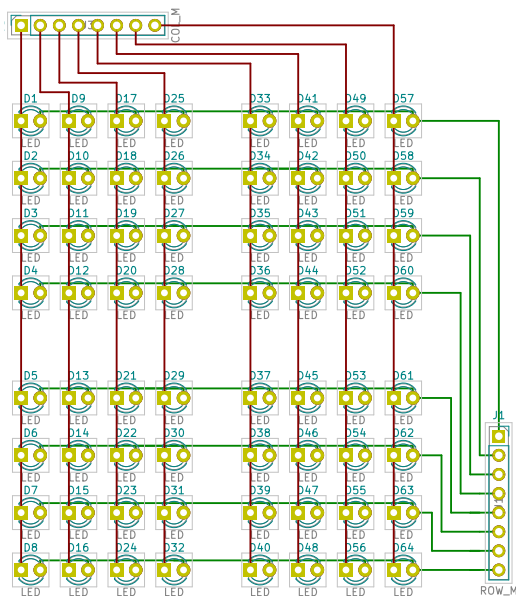 COL_M
D1 D9 D17 D25 D33 D41 D49 D57
LED LED LED LED LED LED LED LED
D2 D10 D18 D26 D34 D42 D50 D58
LED LED LED LED LED LED LED LED
D3 D11 D19 D27 D35 D43 D51 D59
LED LED LED LED LED LED LED LED
D4 D12 D20 D28 D36 D44 D52 D60
LED LED LED LED LED LED LED LED
D5 D13 D21 D29 D37 D45 D53 D61
LED LED LED LED LED LED LED LED
J1
D6 D14 D22 D30 D38 D46 D54 D62
LED LED LED LED LED LED LED LED
D7 D15 D23 D31 D39 D47 D55 D63
LED LED LED LED LED LED LED LED
D8 D16 D24 D32 D40 D48 D56 D64
LED LED LED LED LED LED LED LED
ROW_M